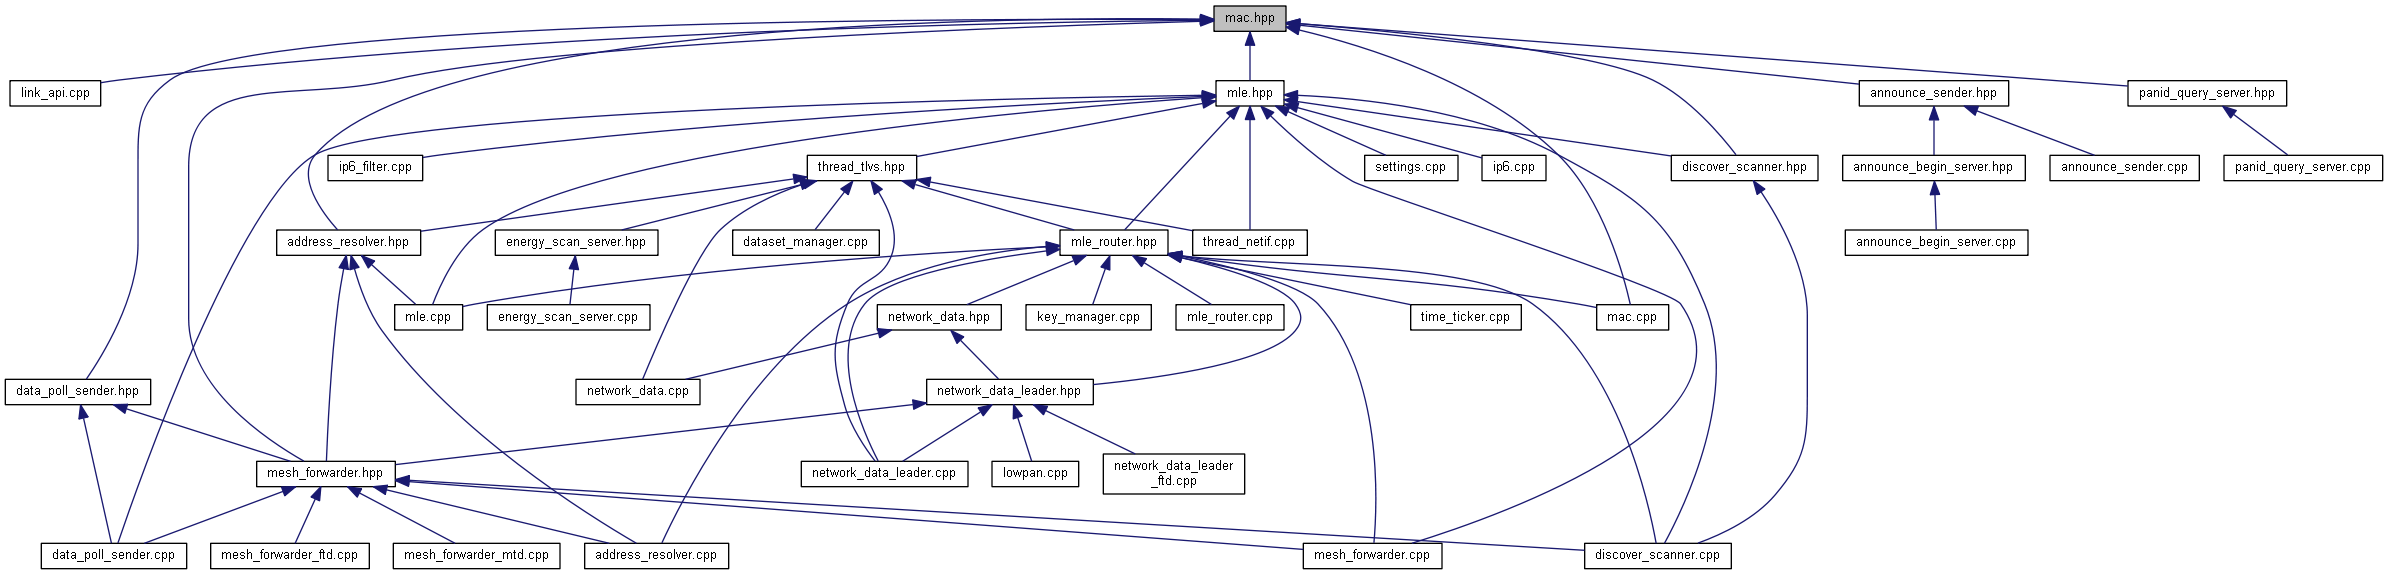 mac.hpp
link_api.cpp
mle.hpp
announce_sender.hpp
panid_query_server.hpp
ip6_filter.cpp
thread_tlvs.hpp
settings.cpp
ip6.cpp
discover_scanner.hpp
announce_begin_server.hpp
announce_sender.cpp
panid_query_server.cpp
address_resolver.hpp
energy_scan_server.hpp
dataset_manager.cpp
mle_router.hpp
thread_netif.cpp
announce_begin_server.cpp
mle.cpp
energy_scan_server.cpp
network_data.hpp
key_manager.cpp
mle_router.cpp
time_ticker.cpp
mac.cpp
data_poll_sender.hpp
network_data.cpp
network_data_leader.hpp
mesh_forwarder.hpp
network_data_leader.cpp
lowpan.cpp
network_data_leader
_ftd.cpp
data_poll_sender.cpp
mesh_forwarder_ftd.cpp
mesh_forwarder_mtd.cpp
address_resolver.cpp
mesh_forwarder.cpp
discover_scanner.cpp